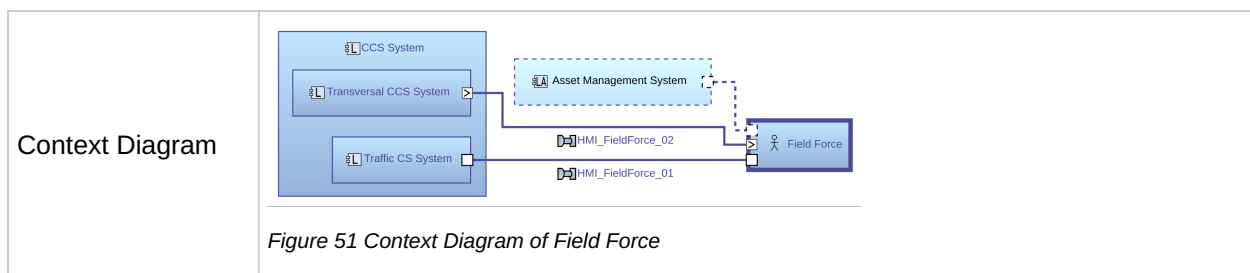 Context Diagram
CCS System
Transversal CCS System
Asset Management System
HMI_FieldForce_02
Field Force
Traffic CS System
HMI_FieldForce_01
Figure 51 Context Diagram of Field Force